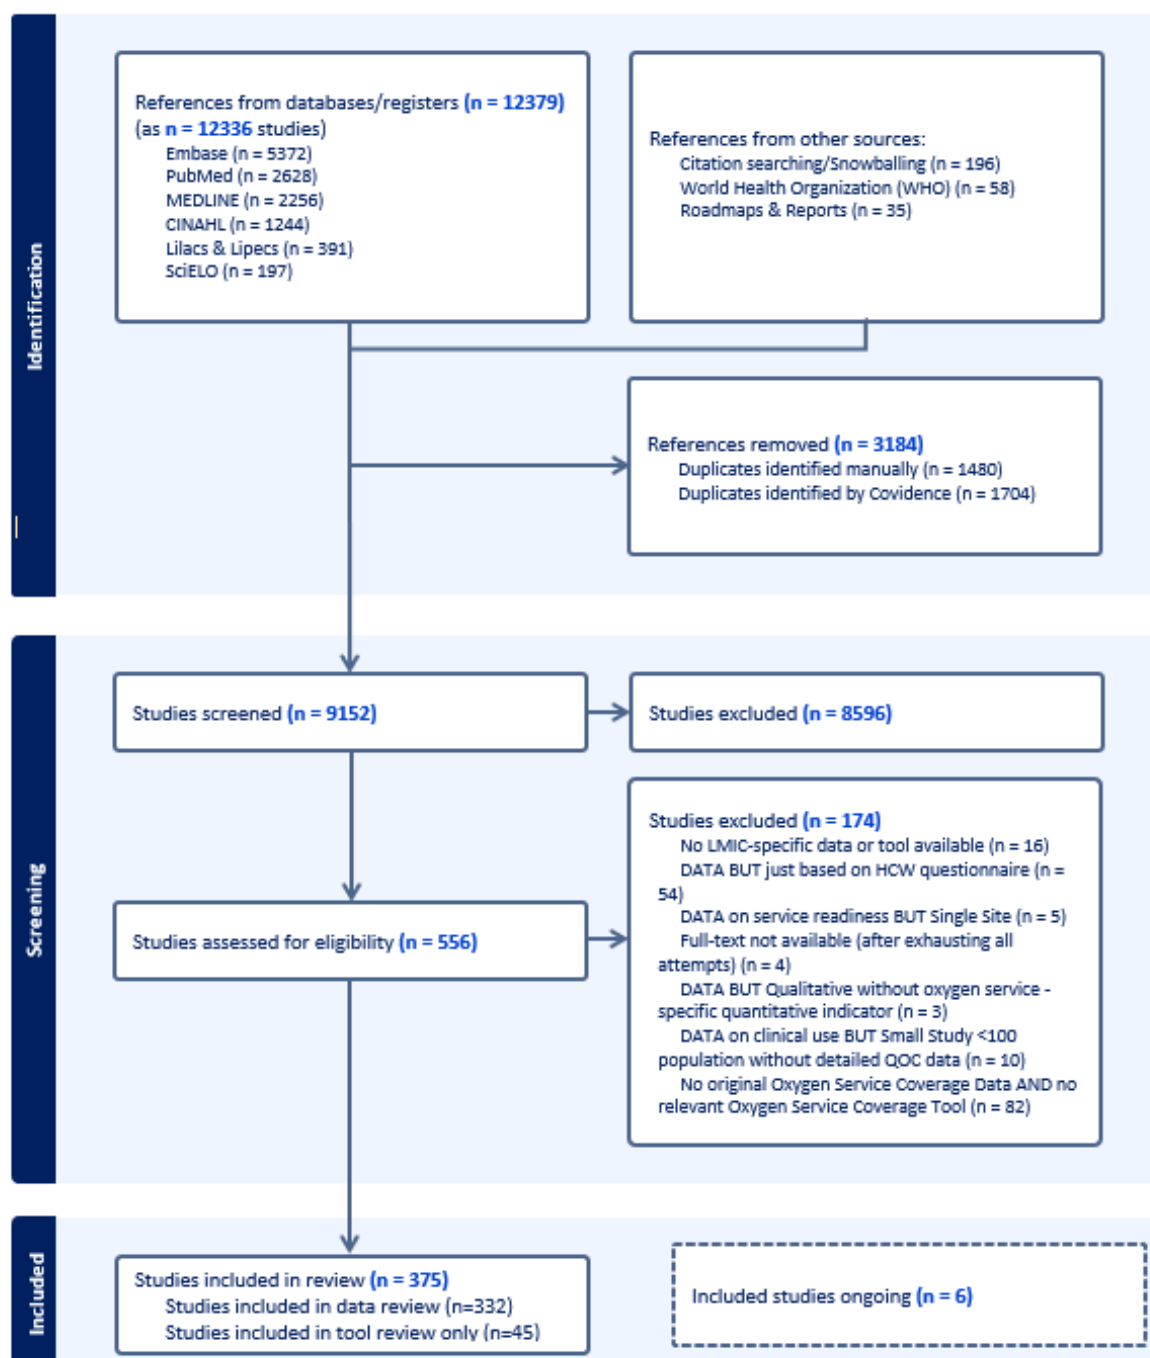 Identification
References from databases/registers (n = 12379)
(as n = 12336 studies)
Embase (n = 5372)
PubMed (n = 2628)
MEDLINE (n = 2256)
CINAHL (n = 1244)
Lilacs & Lipecs (n = 391)
SciELO (n = 197)
References from other sources:
Citation searching/Snowballing (n = 196)
World Health Organization (WHO) (n = 58)
Roadmaps & Reports (n = 35)
References removed (n = 3184)
Duplicates identified manually (n = 1480)
Duplicates identified by Covidence (n = 1704)
Screening
Studies screened (n = 9152)
Studies excluded (n = 8596)
Studies assessed for eligibility (n = 556)
Studies excluded (n = 174)
No LMIC-specific data or tool available (n = 16)
DATA BUT just based on HCW questionnaire (n =
54)
DATA on service readiness BUT Single Site (n = 5)
Full-text not available (after exhausting all
attempts) (n = 4)
DATA BUT Qualitative without oxygen service -
specific quantitative indicator (n = 3)
DATA on clinical use BUT Small Study <100
population without detailed QOC data (n = 10)
No original Oxygen Service Coverage Data AND no
relevant Oxygen Service Coverage Tool (n = 82)
Included
Studies included in review (n = 375)
Studies included in data review (n=332)
Studies included in tool review only (n=45)
Included studies ongoing (n = 6)